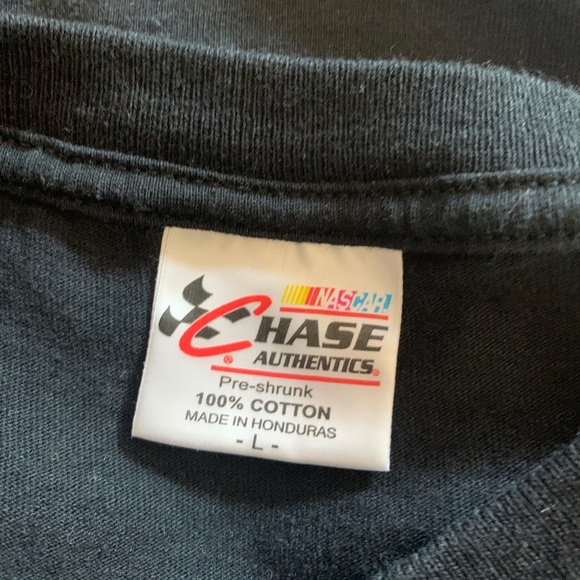 NASCAR
CHASE
AUTHENTICS®
®
Pre-shrunk
100% COTTON
MADE IN HONDURAS
- L -